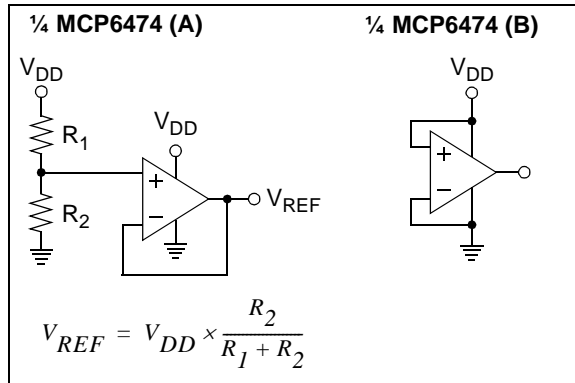 ¼ MCP6474 (A)
¼ MCP6474 (B)
V_DD
R_1
R_2
V_DD
+
–
V_REF
V_DD
+
–
V_REF = V_DD × R_2 / R_1 + R_2